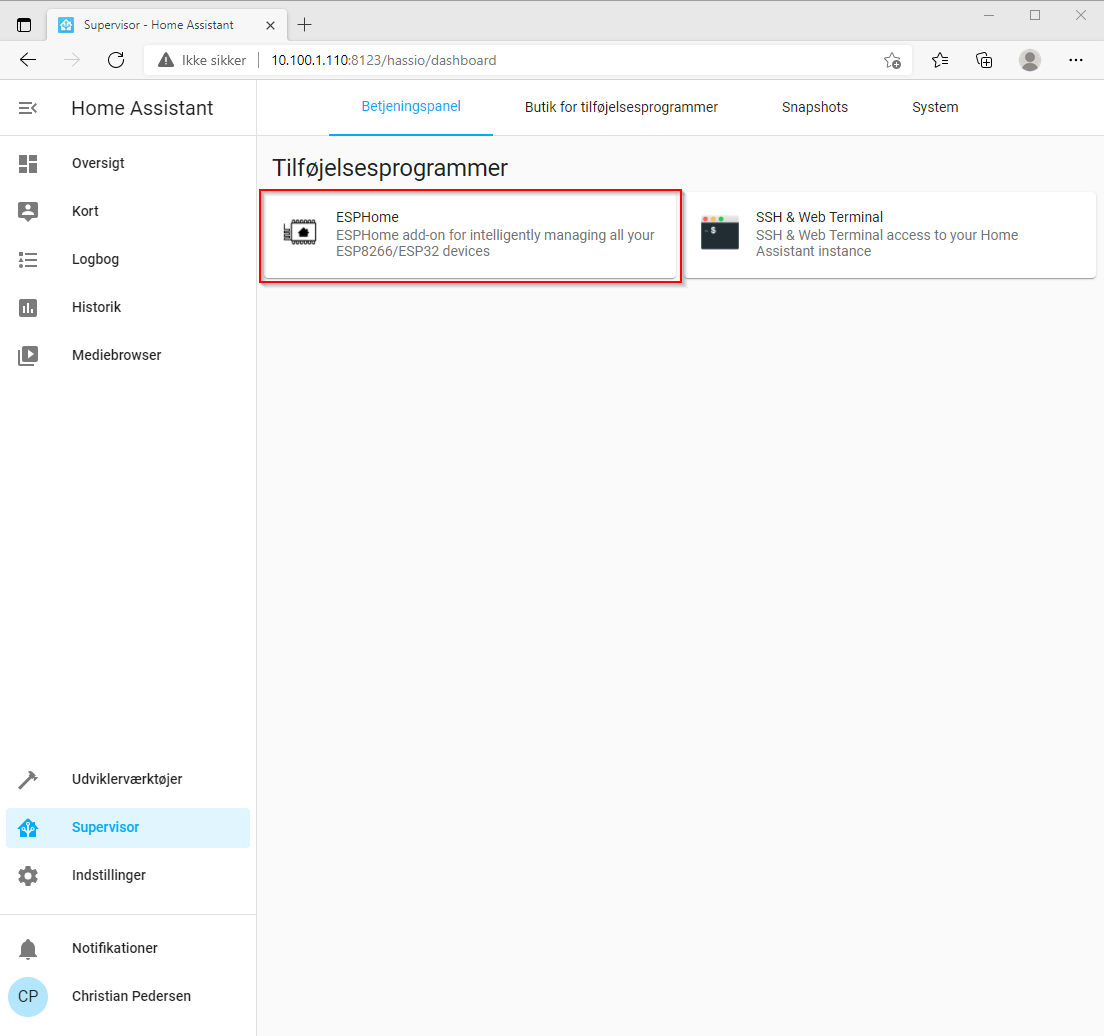 Supervisor - Home Assistant
Ikke sikker
10.100.1.110:8123/hassio/dashboard
Home Assistant
Betjeningspanel
Butik for tilføjelsesprogrammer
Snapshots
System
Oversigt
Kort
Logbog
Historik
Mediebrowser
Tilføjelsesprogrammer
ESPHome
ESPHome add-on for intelligently managing all your
ESP8266/ESP32 devices
$
SSH & Web Terminal
SSH & Web Terminal access to your Home
Assistant instance
Udviklerværktøjer
Supervisor
Indstillinger
Notifikationer
CP
Christian Pedersen